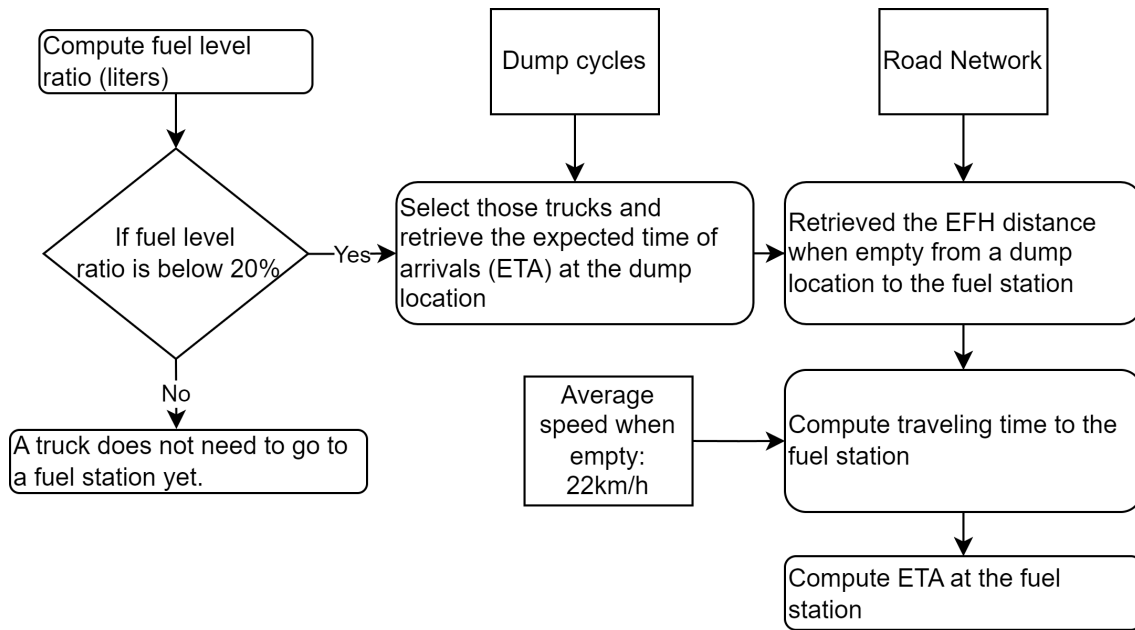 Compute fuel level
ratio (liters)
Dump cycles
Road Network
If fuel level
ratio is below 20%
Yes
Select those trucks and
retrieve the expected time of
arrivals (ETA) at the dump
location
Retrieved the EFH distance
when empty from a dump
location to the fuel station
No
A truck does not need to go to
a fuel station yet.
Average
speed when
empty:
22km/h
Compute traveling time to the
fuel station
Compute ETA at the fuel
station